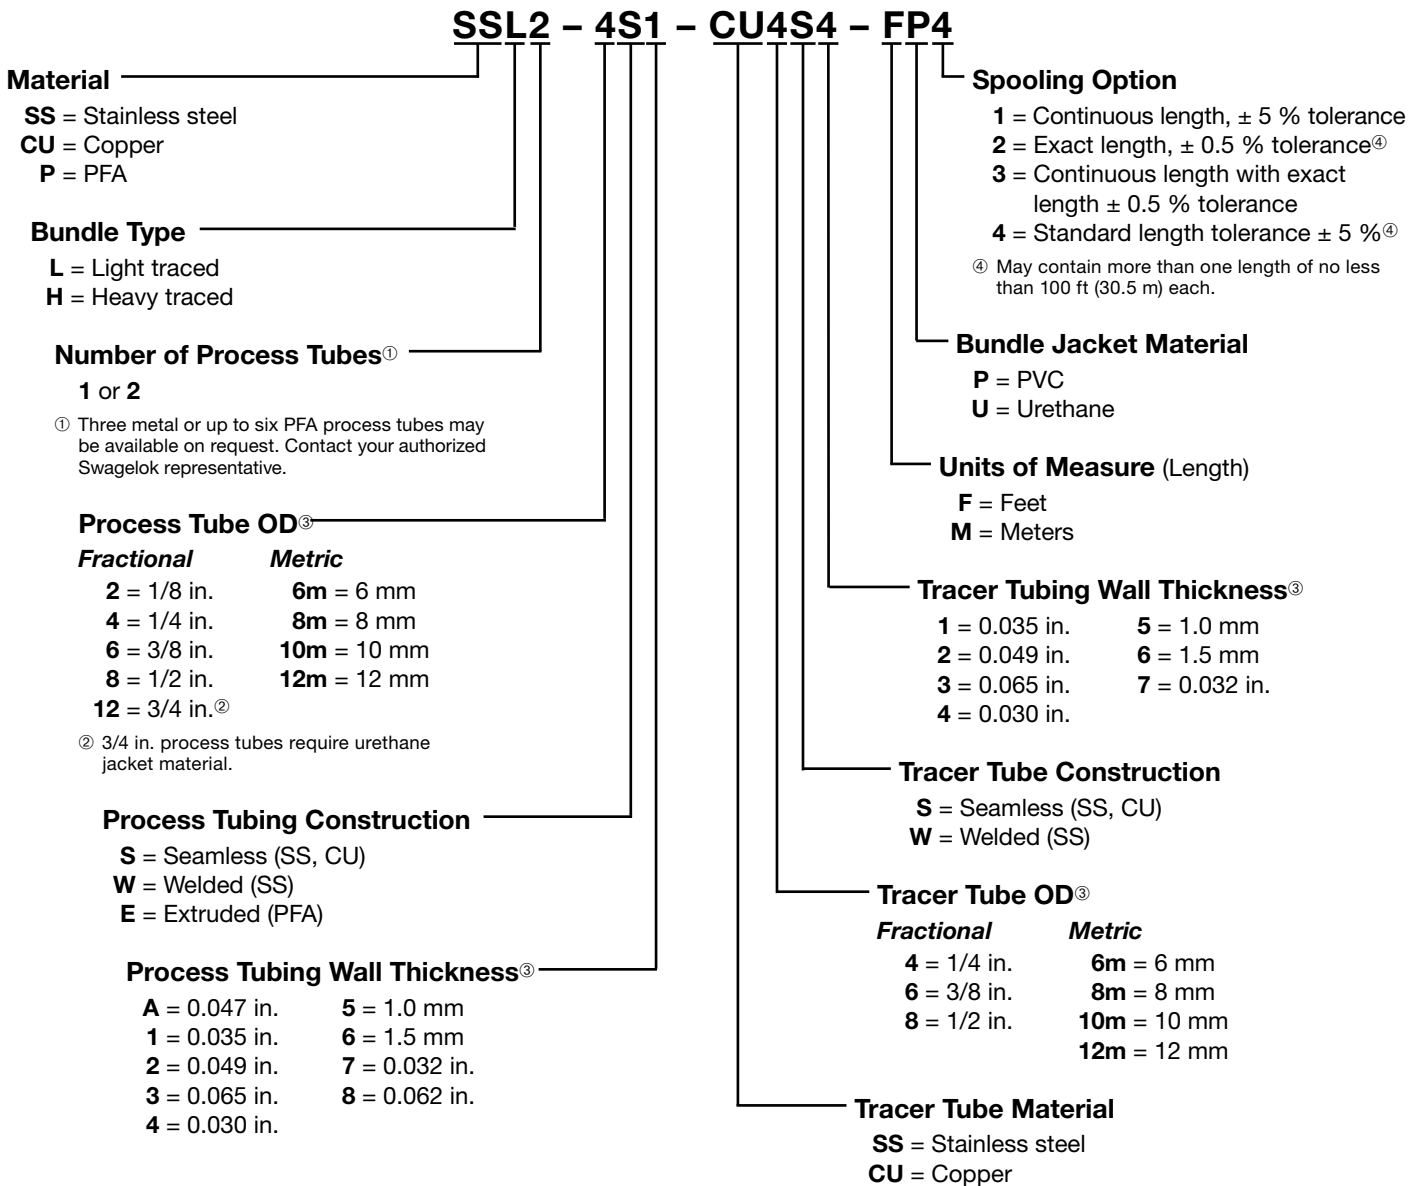 SSL2 – 4S1 – CU4S4 – FP4
Material
SS = Stainless steel
CU = Copper
P = PFA
Bundle Type
L = Light traced
H = Heavy traced
Number of Process Tubes①
1 or 2
① Three metal or up to six PFA process tubes may
be available on request. Contact your authorized
Swagelok representative.
Process Tube OD③
Fractional Metric
2 = 1/8 in. 6m = 6 mm
4 = 1/4 in. 8m = 8 mm
6 = 3/8 in. 10m = 10 mm
8 = 1/2 in. 12m = 12 mm
12 = 3/4 in.②
② 3/4 in. process tubes require urethane
jacket material.
Process Tubing Construction
S = Seamless (SS, CU)
W = Welded (SS)
E = Extruded (PFA)
Process Tubing Wall Thickness③
A = 0.047 in. 5 = 1.0 mm
1 = 0.035 in. 6 = 1.5 mm
2 = 0.049 in. 7 = 0.032 in.
3 = 0.065 in. 8 = 0.062 in.
4 = 0.030 in.
Spooling Option
1 = Continuous length, ± 5 % tolerance
2 = Exact length, ± 0.5 % tolerance④
3 = Continuous length with exact
length ± 0.5 % tolerance
4 = Standard length tolerance ± 5 %④
④ May contain more than one length of no less
than 100 ft (30.5 m) each.
Bundle Jacket Material
P = PVC
U = Urethane
Units of Measure (Length)
F = Feet
M = Meters
Tracer Tubing Wall Thickness③
1 = 0.035 in. 5 = 1.0 mm
2 = 0.049 in. 6 = 1.5 mm
3 = 0.065 in. 7 = 0.032 in.
4 = 0.030 in.
Tracer Tube Construction
S = Seamless (SS, CU)
W = Welded (SS)
Tracer Tube OD③
Fractional Metric
4 = 1/4 in. 6m = 6 mm
6 = 3/8 in. 8m = 8 mm
8 = 1/2 in. 10m = 10 mm
12m = 12 mm
Tracer Tube Material
SS = Stainless steel
CU = Copper